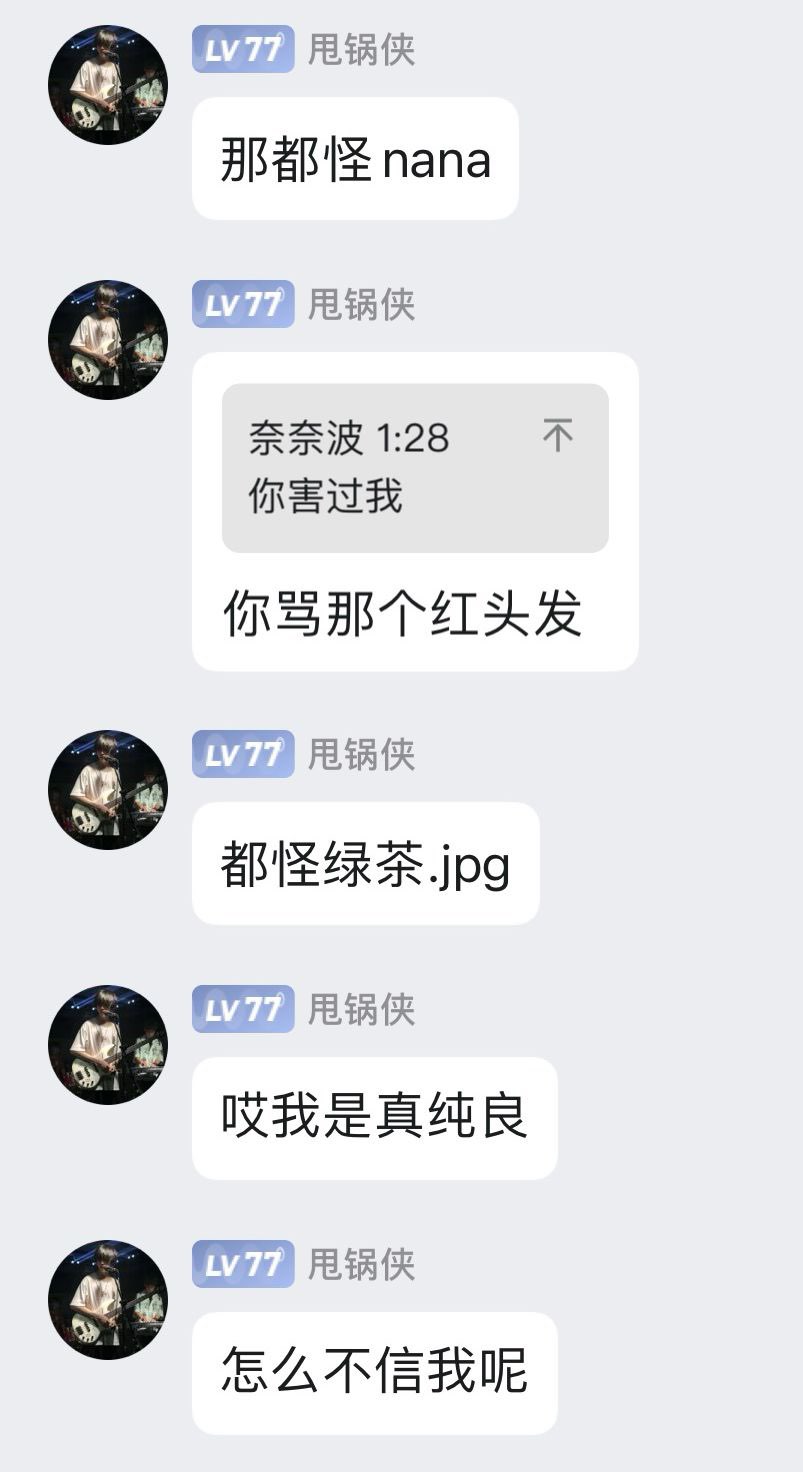 LV77 甩锅侠
那都怪nana
LV77 甩锅侠
奈奈波 1:28
你害过我
你骂那个红头发
LV77 甩锅侠
都怪绿茶.jpg
LV77 甩锅侠
哎我是真纯良
LV77 甩锅侠
怎么不信我呢